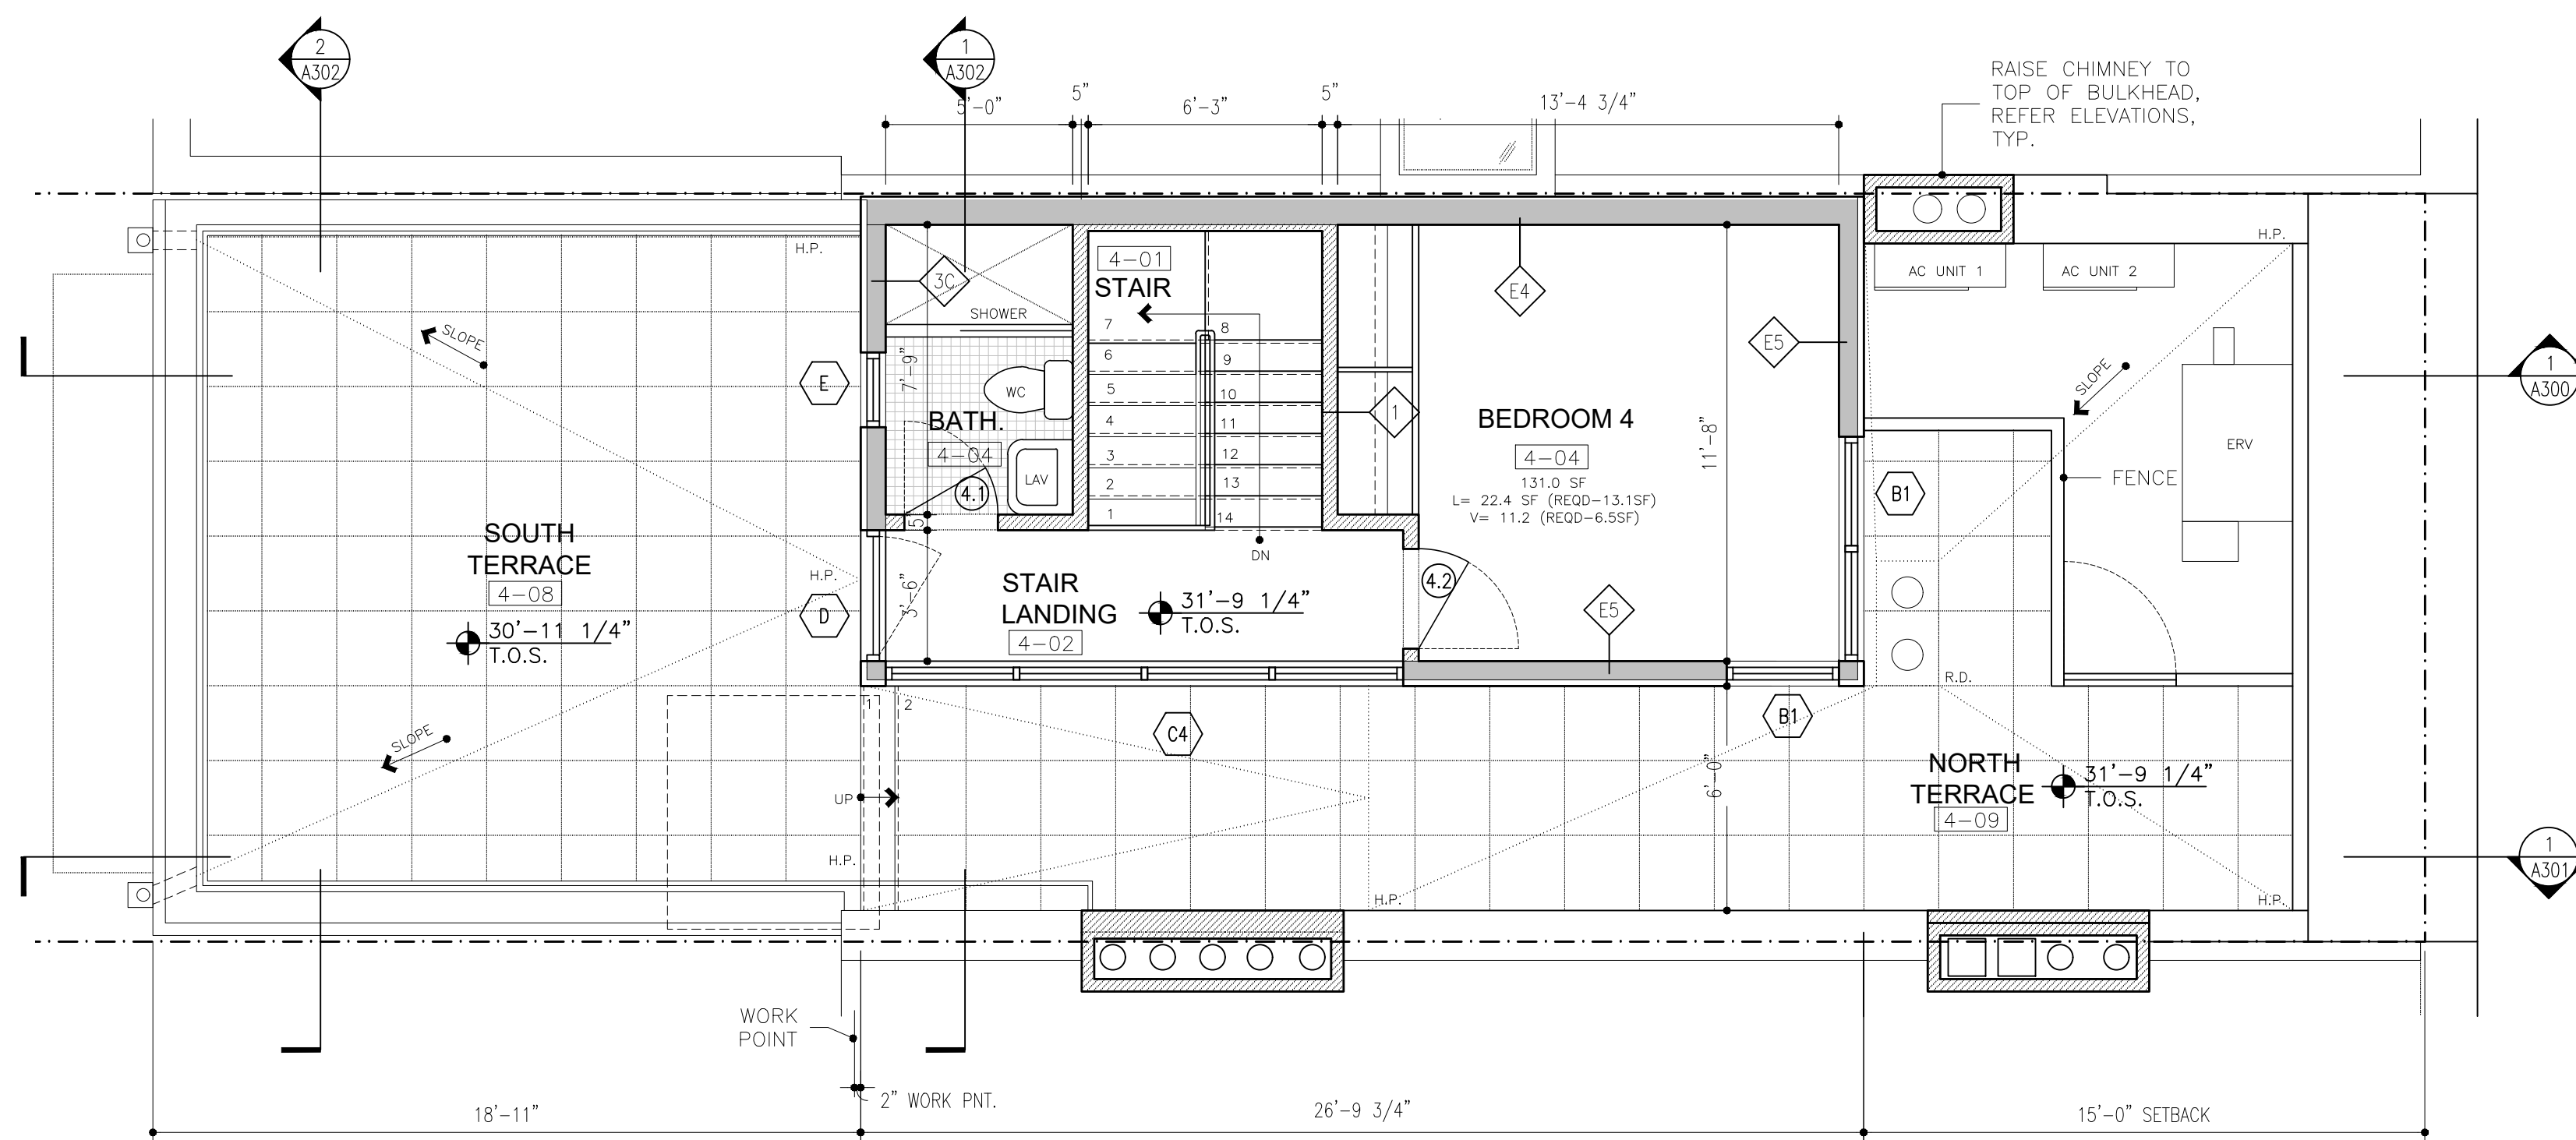 2
A302
1
A302
5'-0"
5"
6'-3"
5"
13'-4 3/4"
RAISE CHIMNEY TO
TOP OF BULKHEAD,
REFER ELEVATIONS,
TYP.
H.P.
H.P.
4-01
STAIR
3C
SHOWER
E4
E5
AC UNIT 1
AC UNIT 2
SLOPE
SLOPE
1
A300
E
7'-9"
WC
BATH.
4-04
4.1
LAV
7
6
5
4
3
2
1
8
9
10
11
12
13
14
1
BEDROOM 4
4-04
131.0 SF
L= 22.4 SF (REQD-13.1SF)
V= 11.2 (REQD-6.5SF)
11'-8"
B1
FENCE
ERV
SOUTH
TERRACE
4-08
30'-11 1/4"
T.O.S.
H.P.
D
5"
3'-6"
DN
STAIR
LANDING
4-02
31'-9 1/4"
T.O.S.
4.2
E5
R.D.
SLOPE
1
2
C4
B1
UP
6'-0"
NORTH
TERRACE
4-09
31'-9 1/4"
T.O.S.
H.P.
H.P.
H.P.
1
A301
WORK
POINT
2" WORK PNT.
18'-11"
26'-9 3/4"
15'-0" SETBACK